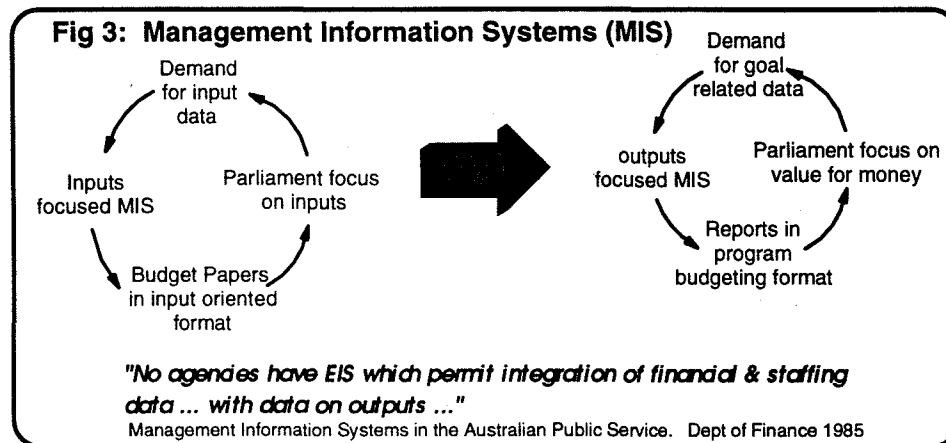 Fig 3: Management Information Systems (MIS)
Demand
for input
data
Inputs
focused MIS
Parliament focus
on inputs
Budget Papers
in input oriented
format
Demand
for goal
related data
outputs
focused MIS
Parliament focus on
value for money
Reports in
program
budgeting format
"No agencies have EIS which permit integration of financial & staffing
data ... with data on outputs ..."
Management Information Systems in the Australian Public Service. Dept of Finance 1985